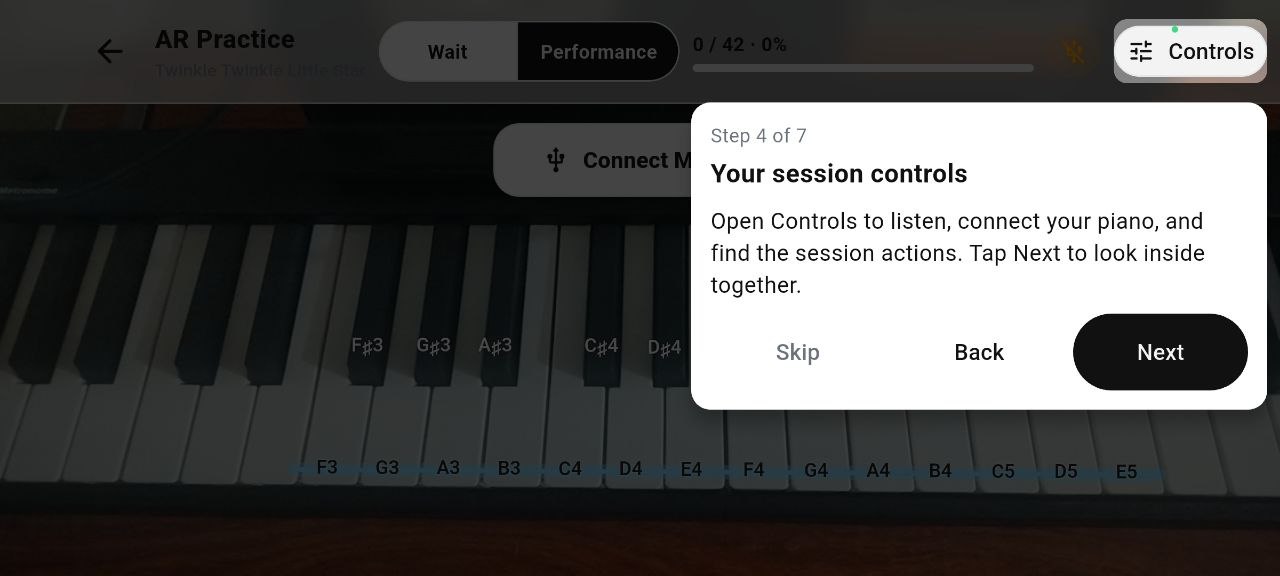 AR Practice
Twinkle Twinkle Little Star
Wait
Performance
0 / 42 · 0%
Controls
Connect M
Metronome
Step 4 of 7
Your session controls
Open Controls to listen, connect your piano, and
find the session actions. Tap Next to look inside
together.
Skip
Back
Next
F♯3
G♯3
A♯3
C♯4
D♯4
F3
G3
A3
B3
C4
D4
E4
F4
G4
A4
B4
C5
D5
E5